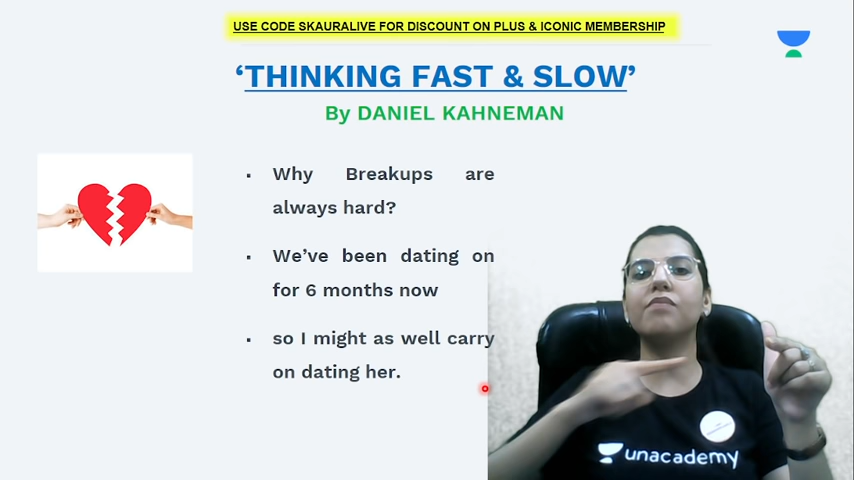 USE CODE SKAURALIVE FOR DISCOUNT ON PLUS & ICONIC MEMBERSHIP
‘THINKING FAST & SLOW’
By DANIEL KAHNEMAN
▪ Why Breakups are
always hard?
▪ We’ve been dating on
for 6 months now
▪ so I might as well carry
on dating her.
unacademy